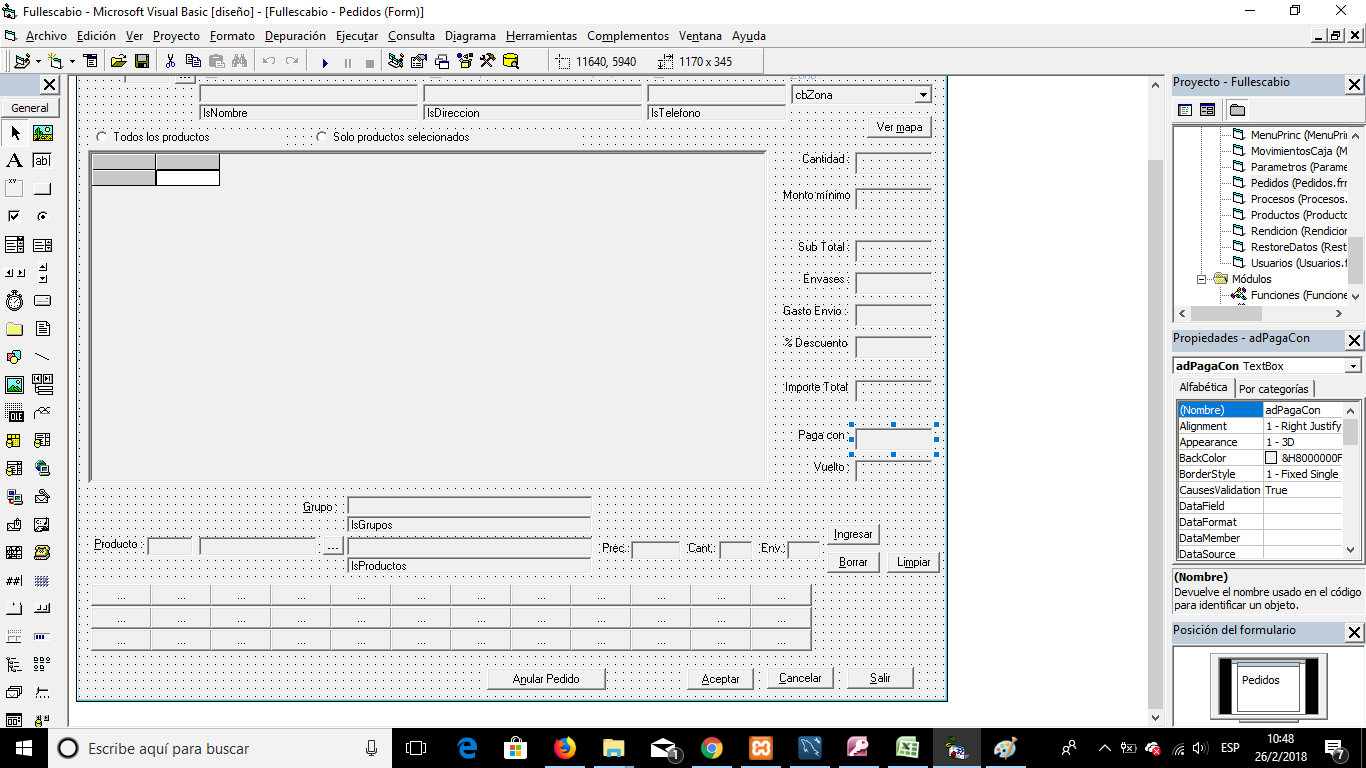 Fullescabio - Microsoft Visual Basic [diseño] - [Fullescabio - Pedidos (Form)]
Archivo Edición Ver Proyecto Formato Depuración Ejecutar Consulta Diagrama Herramientas Complementos Ventana Ayuda
11640, 5940 1170 x 345
General
cbZona
lsNombre lsDireccion lsTelefono
Ver mapa
Todos los productos Solo productos selecionados
Cantidad :
Monto mínimo
Sub Total :
Envases :
Gasto Envio :
% Descuento
Importe Total
Paga con :
Vuelto :
Grupo :
lsGrupos
Producto : ... Prec.: Cant.: Env.:
lsProductos
Ingresar
Borrar Limpiar
... ... ... ... ... ... ... ... ... ... ... ...
... ... ... ... ... ... ... ... ... ... ... ...
... ... ... ... ... ... ... ... ... ... ... ...
Anular Pedido Aceptar Cancelar Salir
Proyecto - Fullescabio
MenuPrinc (MenuPri
MovimientosCaja (M
Parametros (Parame
Pedidos (Pedidos.fr
Procesos (Procesos.
Productos (Producto
Rendicion (Rendicion
RestoreDatos (Rest
Usuarios (Usuarios.f
Módulos
Funciones (Funcione
Propiedades - adPagaCon
adPagaCon TextBox
Alfabética Por categorías
(Nombre) adPagaCon
Alignment 1 - Right Justify
Appearance 1 - 3D
BackColor &H8000000F
BorderStyle 1 - Fixed Single
CausesValidation True
DataField
DataFormat
DataMember
DataSource
(Nombre)
Devuelve el nombre usado en el código
para identificar un objeto.
Posición del formulario
Pedidos
Escribe aquí para buscar
1
ESP
10:48
26/2/2018
7